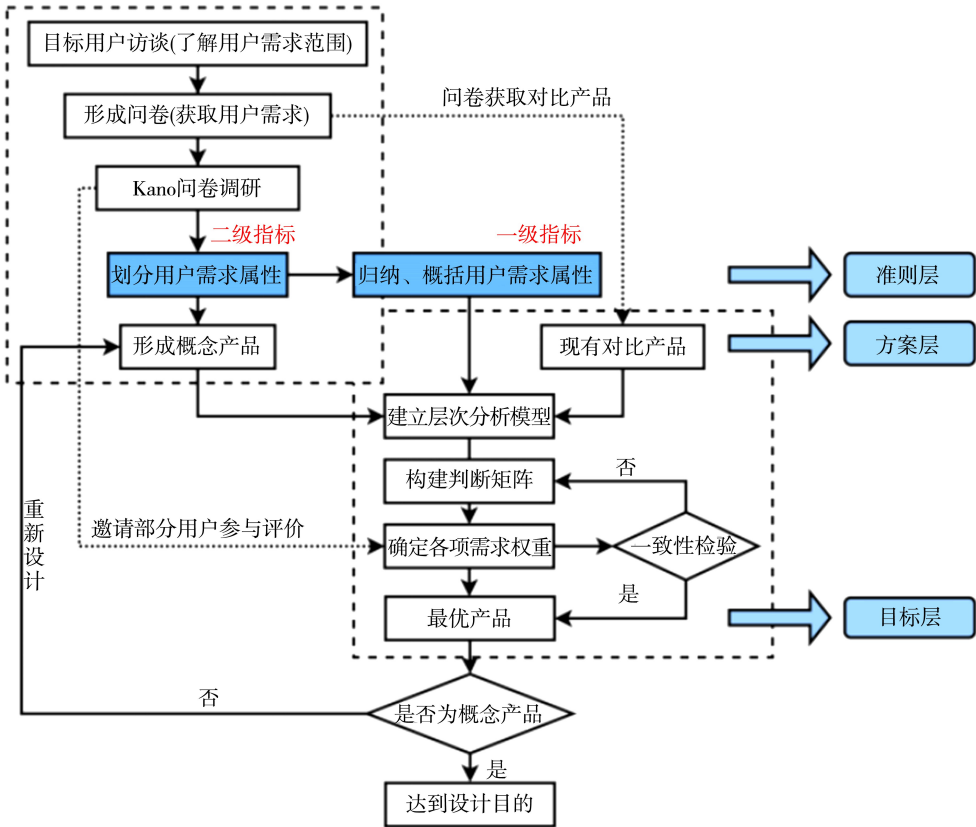 目标用户访谈(了解用户需求范围)
形成问卷(获取用户需求)
问卷获取对比产品
Kano问卷调研
二级指标
一级指标
划分用户需求属性
归纳、概括用户需求属性
准则层
形成概念产品
现有对比产品
方案层
建立层次分析模型
构建判断矩阵
否
重新设计
邀请部分用户参与评价
确定各项需求权重
一致性检验
是
最优产品
目标层
否
是否为概念产品
是
达到设计目的